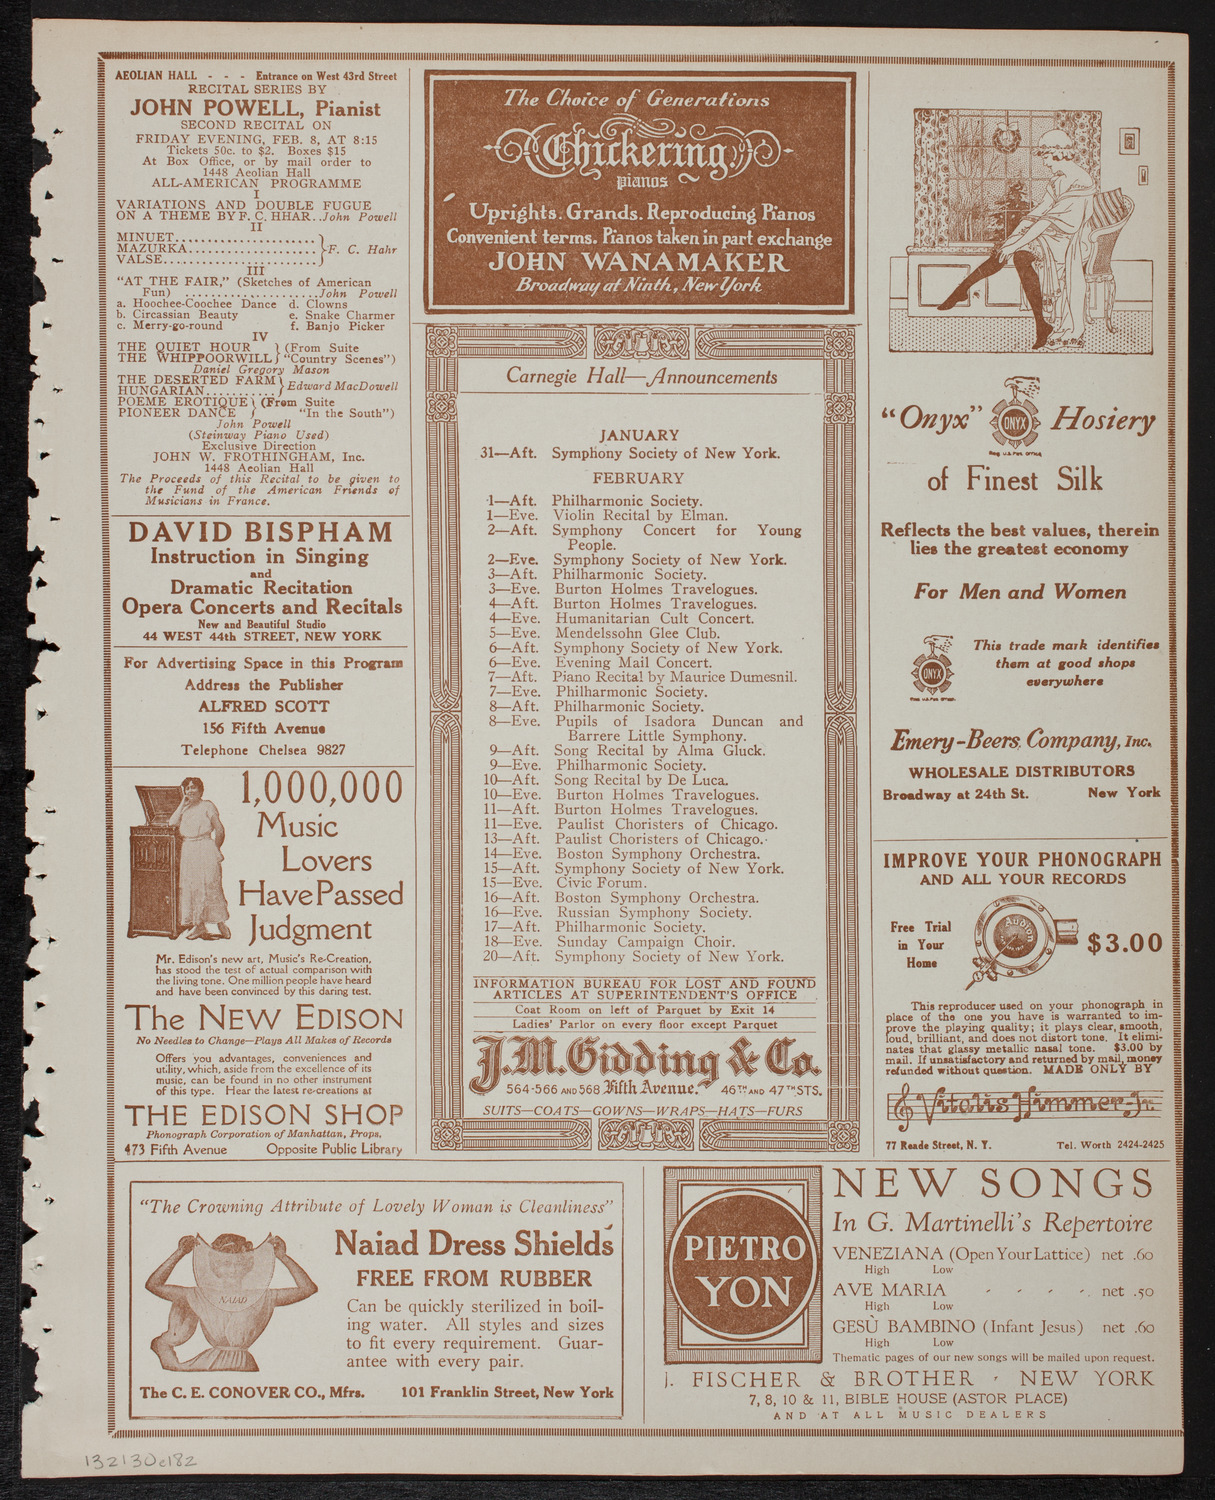 AEOLIAN HALL - - - Entrance on West 43rd Street
RECITAL SERIES BY
JOHN POWELL, Pianist
SECOND RECITAL ON
FRIDAY EVENING, FEB. 8, AT 8:15
Tickets 50c. to $2. Boxes $15
At Box Office, or by mail order to
1448 Aeolian Hall
ALL-AMERICAN PROGRAMME
I
VARIATIONS AND DOUBLE FUGUE
ON A THEME BY F. C. HHAR..John Powell
II
MINUET....................
MAZURKA.................... F. C. Hahr
VALSE.......................
III
"AT THE FAIR," (Sketches of American
Fun) .....................John Powell
a. Hoochee-Coochee Dance d. Clowns
b. Circassian Beauty e. Snake Charmer
c. Merry-go-round f. Banjo Picker
IV
THE QUIET HOUR } (From Suite
THE WHIPPOORWILL } "Country Scenes")
Daniel Gregory Mason
THE DESERTED FARM }
HUNGARIAN........... } Edward MacDowell
POEME EROTIQUE } (From Suite
PIONEER DANCE } "In the South")
John Powell
(Steinway Piano Used)
Exclusive Direction
JOHN W. FROTHINGHAM, Inc.
1448 Aeolian Hall
The Proceeds of this Recital to be given to
the Fund of the American Friends of
Musicians in France.
DAVID BISPHAM
Instruction in Singing
and
Dramatic Recitation
Opera Concerts and Recitals
New and Beautiful Studio
44 WEST 44th STREET, NEW YORK
For Advertising Space in this Program
Address the Publisher
ALFRED SCOTT
156 Fifth Avenue
Telephone Chelsea 9827
1,000,000
Music
Lovers
Have Passed
Judgment
Mr. Edison's new art, Music's Re-Creation,
has stood the test of actual comparison with
the living tone. One million people have heard
and have been convinced by this daring test.
The NEW EDISON
No Needles to Change—Plays All Makes of Records
Offers you advantages, conveniences and
utility, which, aside from the excellence of its
music, can be found in no other instrument
of this type. Hear the latest re-creations at
THE EDISON SHOP
Phonograph Corporation of Manhattan, Props.
473 Fifth Avenue Opposite Public Library
The Choice of Generations
Chickering
pianos
Uprights. Grands. Reproducing Pianos
Convenient terms. Pianos taken in part exchange
JOHN WANAMAKER
Broadway at Ninth, New York
Carnegie Hall—Announcements
JANUARY
31—Aft. Symphony Society of New York.
FEBRUARY
1—Aft. Philharmonic Society.
1—Eve. Violin Recital by Elman.
2—Aft. Symphony Concert for Young
People.
2—Eve. Symphony Society of New York.
3—Aft. Philharmonic Society.
3—Eve. Burton Holmes Travelogues.
4—Aft. Burton Holmes Travelogues.
4—Eve. Humanitarian Cult Concert.
5—Eve. Mendelssohn Glee Club.
6—Aft. Symphony Society of New York.
6—Eve. Evening Mail Concert.
7—Aft. Piano Recital by Maurice Dumesnil.
7—Eve. Philharmonic Society.
8—Aft. Philharmonic Society.
8—Eve. Pupils of Isadora Duncan and
Barrere Little Symphony.
9—Aft. Song Recital by Alma Gluck.
9—Eve. Philharmonic Society.
10—Aft. Song Recital by De Luca.
10—Eve. Burton Holmes Travelogues.
11—Aft. Burton Holmes Travelogues.
11—Eve. Paulist Choristers of Chicago.
13—Aft. Paulist Choristers of Chicago.
14—Eve. Boston Symphony Orchestra.
15—Aft. Symphony Society of New York.
15—Eve. Civic Forum.
16—Aft. Boston Symphony Orchestra.
16—Eve. Russian Symphony Society.
17—Aft. Philharmonic Society.
18—Eve. Sunday Campaign Choir.
20—Aft. Symphony Society of New York.
INFORMATION BUREAU FOR LOST AND FOUND
ARTICLES AT SUPERINTENDENT'S OFFICE
Coat Room on left of Parquet by Exit 14
Ladies' Parlor on every floor except Parquet
J.M. Gidding & Co.
564-566 AND 568 Fifth Avenue. 46TH AND 47TH STS.
SUITS—COATS—GOWNS—WRAPS—HATS—FURS
"Onyx" ONYX Hosiery
Reg. U.S. Pat. Office
of Finest Silk
Reflects the best values, therein
lies the greatest economy
For Men and Women
ONYX
Reg. U.S. Pat. Office
This trade mark identifies
them at good shops
everywhere
Emery-Beers Company, Inc.
WHOLESALE DISTRIBUTORS
Broadway at 24th St. New York
IMPROVE YOUR PHONOGRAPH
AND ALL YOUR RECORDS
Free Trial
in Your
Home
Audion
$3.00
This reproducer used on your phonograph in
place of the one you have is warranted to im-
prove the playing quality; it plays clear, smooth,
loud, brilliant, and does not distort tone. It elimi-
nates that glassy metallic nasal tone. $3.00 by
mail. If unsatisfactory and returned by mail, money
refunded without question. MADE ONLY BY
Vitalis Himmer-Jr.
77 Reade Street, N. Y. Tel. Worth 2424-2425
"The Crowning Attribute of Lovely Woman is Cleanliness"
NAIAD
Naiad Dress Shields
FREE FROM RUBBER
Can be quickly sterilized in boil-
ing water. All styles and sizes
to fit every requirement. Guar-
antee with every pair.
The C. E. CONOVER CO., Mfrs. 101 Franklin Street, New York
PIETRO
YON
NEW SONGS
In G. Martinelli's Repertoire
VENEZIANA (Open Your Lattice) net .60
High Low
AVE MARIA - - - - net .50
High Low
GESÙ BAMBINO (Infant Jesus) net .60
High Low
Thematic pages of our new songs will be mailed upon request.
J. FISCHER & BROTHER, NEW YORK
7, 8, 10 & 11, BIBLE HOUSE (ASTOR PLACE)
AND AT ALL MUSIC DEALERS
132130e182